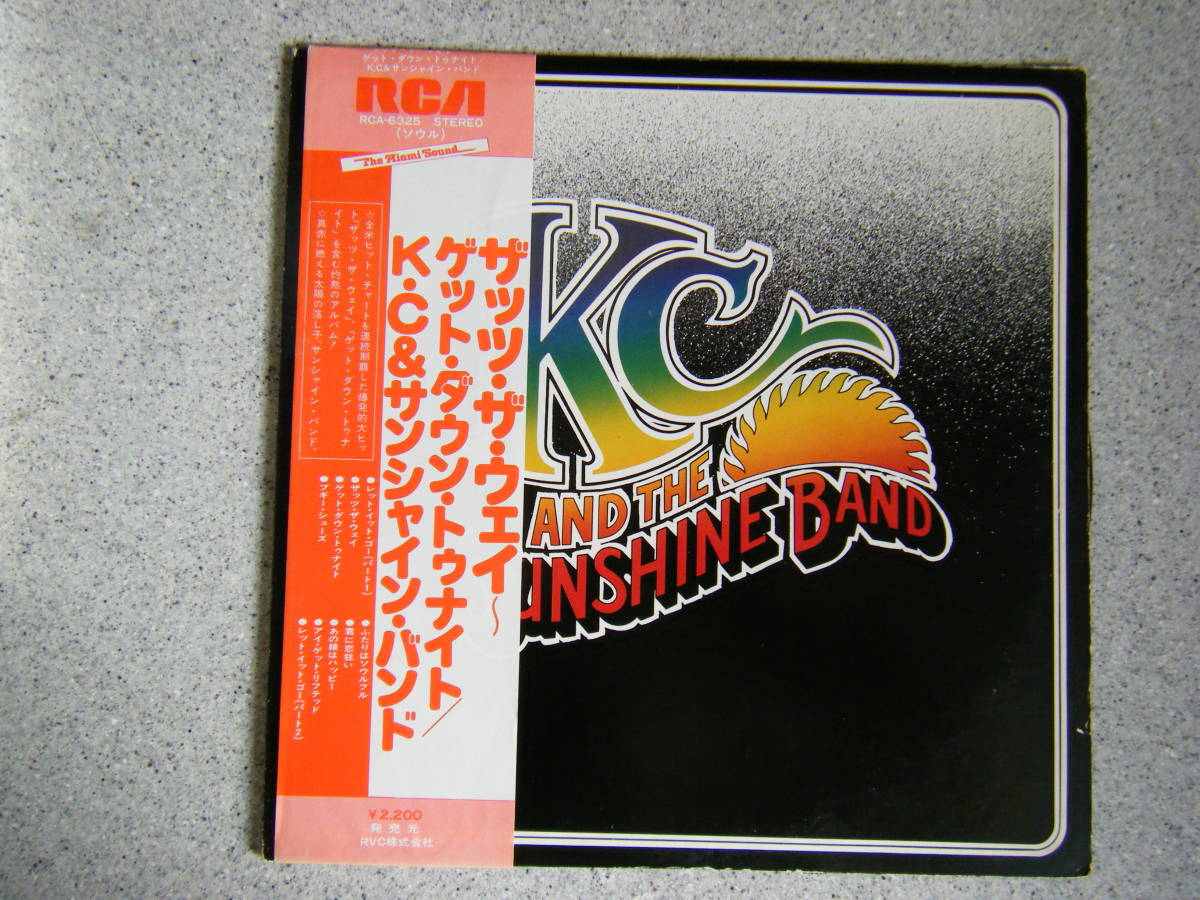 ゲット・ダウン・トゥナイト/
K.C&サンシャイン・バンド
RCA
RCA-6325 STEREO
(ソウル)
The Miami Sound
ザッツ・ザ・ウェイ〜
ゲット・ダウン・トゥナイト/
K.C&サンシャイン・バンド
☆全米ヒット・チャートを連続制覇した爆発的大ヒッ
ト「ザッツ・ザ・ウェイ」、「ゲット・ダウン・トゥナ
イト」を含む灼熱のアルバム!
☆真赤に燃える太陽の落し子、サンシャイン・バンド。
●レット・イット・ゴー(パート1)
●ザッツ・ザ・ウェイ
●ゲット・ダウン・トゥナイト
●ブギー・シューズ
●ふたりはソウルフル
●君に恋狂い
●あの娘はハッピー
●アイ・ゲット・リフテッド
●レット・イット・ゴー(パート2)
¥2,200
発売元
RVC株式会社
KC
AND THE
UNSHINE BAND